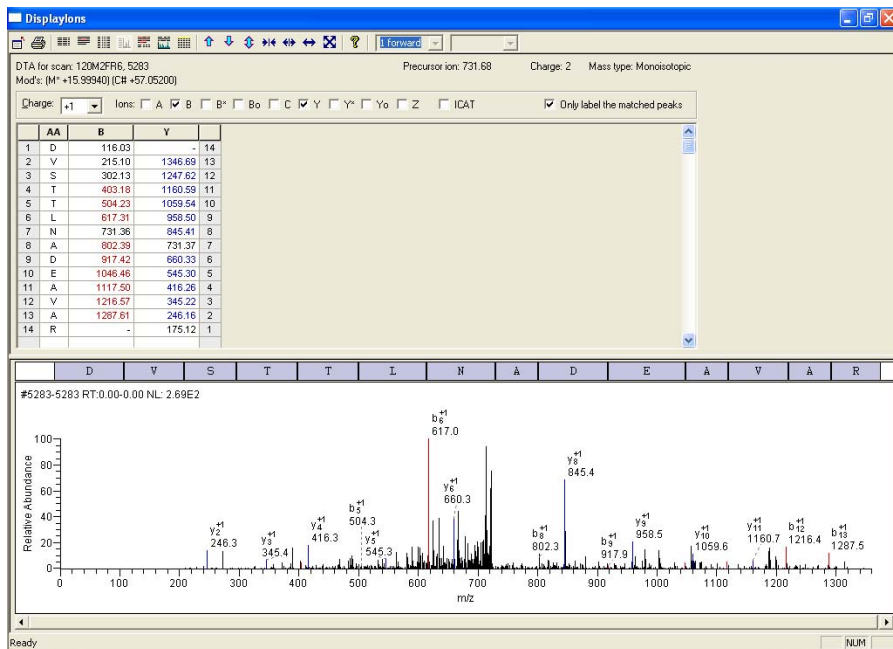 DisplayIons
1 forward
DTA for scan: 120M2FR6, 5283 Precursor ion: 731.68 Charge: 2 Mass type: Monoisotopic
Mod's: (M* +15.99940) (C# +57.05200)
Charge: +1 Ions: A B B* Bo C Y Y* Yo Z ICAT Only label the matched peaks
AA B Y
1 D 116.03 - 14
2 V 215.10 1346.69 13
3 S 302.13 1247.62 12
4 T 403.18 1160.59 11
5 T 504.23 1059.54 10
6 L 617.31 958.50 9
7 N 731.36 845.41 8
8 A 802.39 731.37 7
9 D 917.42 660.33 6
10 E 1046.46 545.30 5
11 A 1117.50 416.26 4
12 V 1216.57 345.22 3
13 A 1287.61 246.16 2
14 R - 175.12 1
D V S T T L N A D E A V A R
#5283-5283 RT:0.00-0.00 NL: 2.69E2
b6+1
617.0
y8+1
845.4
y6+1
660.3
b5+1
504.3
y4+1
416.3
y2+1
246.3
y3+1
345.4
y5+1
545.3
b8+1
802.3
b9+1
917.9
y9+1
958.5
y10+1
1059.6
y11+1
1160.7
b12+1
1216.4
b13+1
1287.5
Relative Abundance
100
80
60
40
20
0
0 100 200 300 400 500 600 700 800 900 1000 1100 1200 1300
m/z
Ready NUM